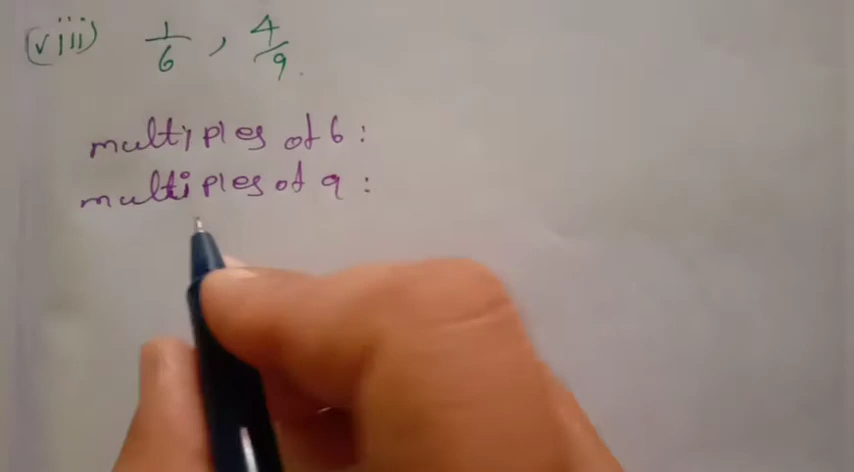 (viii) 1/6 , 4/9.
multiples of 6 :
multiples of 9 :